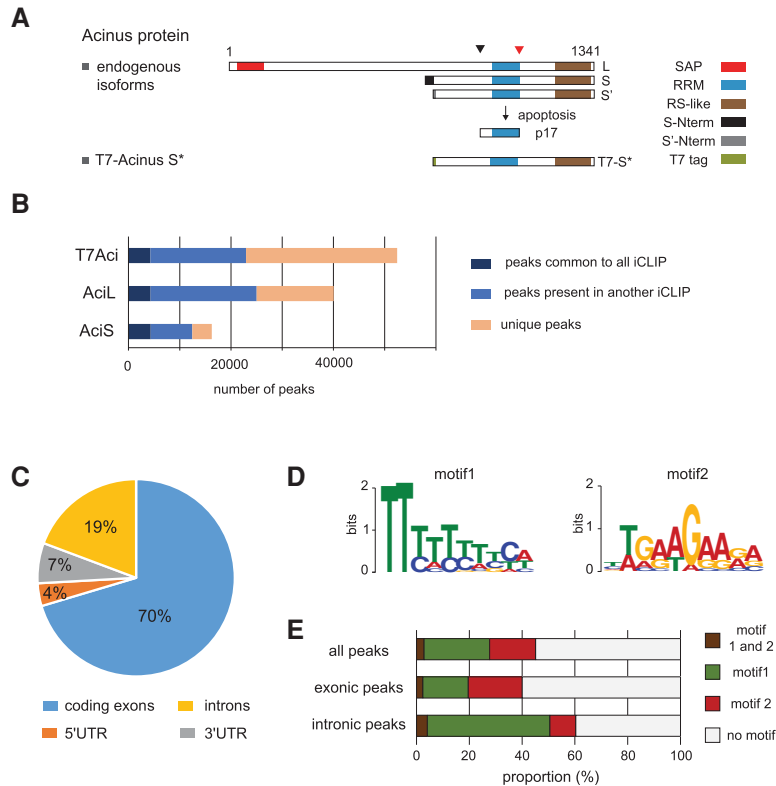 A
Acinus protein
1
1341
endogenous
isoforms
L
S
S'
apoptosis
p17
T7-Acinus S*
T7-S*
SAP
RRM
RS-like
S-Nterm
S'-Nterm
T7 tag
B
T7Aci
AciL
AciS
0
20000
40000
number of peaks
peaks common to all iCLIP
peaks present in another iCLIP
unique peaks
C
19%
7%
4%
70%
coding exons
introns
5'UTR
3'UTR
D
motif1
2
1
0
bits
motif2
2
1
0
bits
E
all peaks
exonic peaks
intronic peaks
0 20 40 60 80 100
proportion (%)
motif
1 and 2
motif1
motif 2
no motif